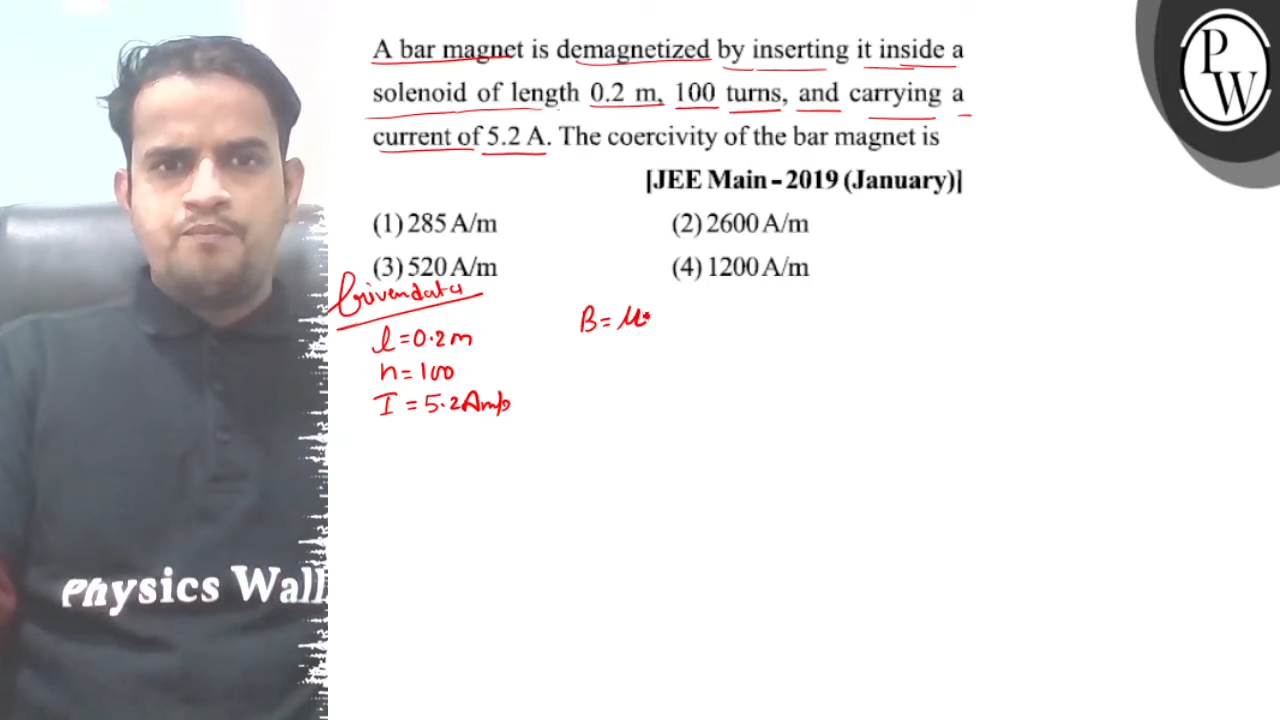 A bar magnet is demagnetized by inserting it inside a
solenoid of length 0.2 m, 100 turns, and carrying a
current of 5.2 A. The coercivity of the bar magnet is
[JEE Main - 2019 (January)]
(1) 285 A/m (2) 2600 A/m
(3) 520 A/m (4) 1200 A/m
Given data
l = 0.2 m
n = 100
I = 5.2 Amp
B = μ
PW
Physics Wall